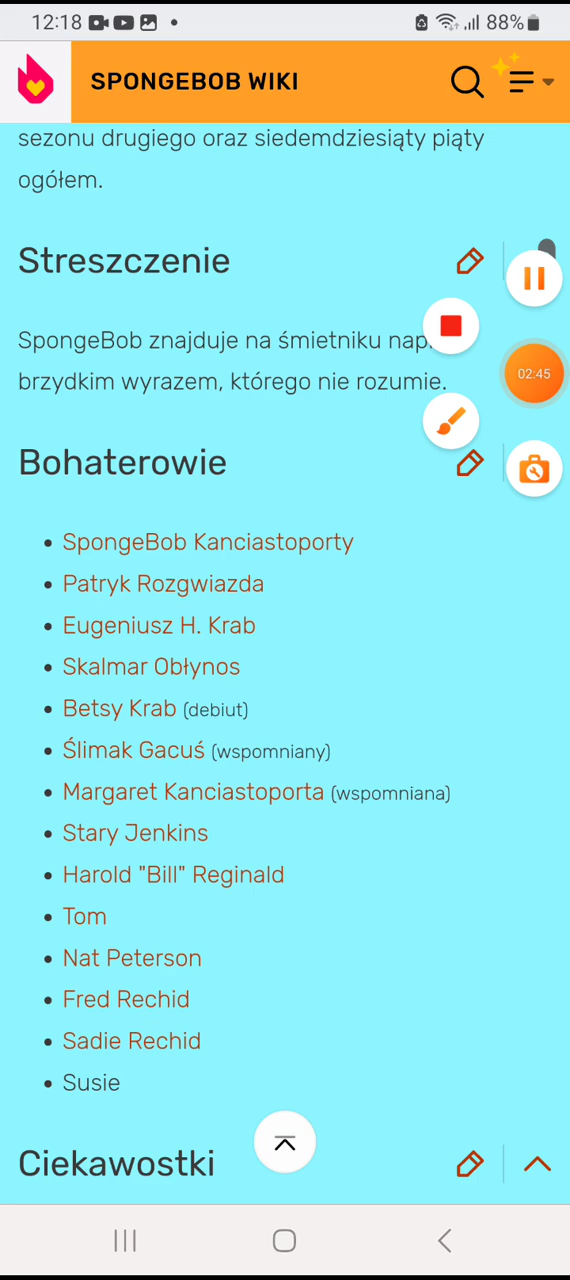 12:18
88%
SPONGEBOB WIKI
sezonu drugiego oraz siedemdziesiąty piąty
ogółem.
Streszczenie
SpongeBob znajduje na śmietniku
brzydkim wyrazem, którego nie rozumie.
02:45
Bohaterowie
SpongeBob Kanciastoporty
Patryk Rozgwiazda
Eugeniusz H. Krab
Skalmar Obłynos
Betsy Krab (debiut)
Ślimak Gacuś (wspomniany)
Margaret Kanciastoporta (wspomniana)
Stary Jenkins
Harold "Bill" Reginald
Tom
Nat Peterson
Fred Rechid
Sadie Rechid
Susie
Ciekawostki